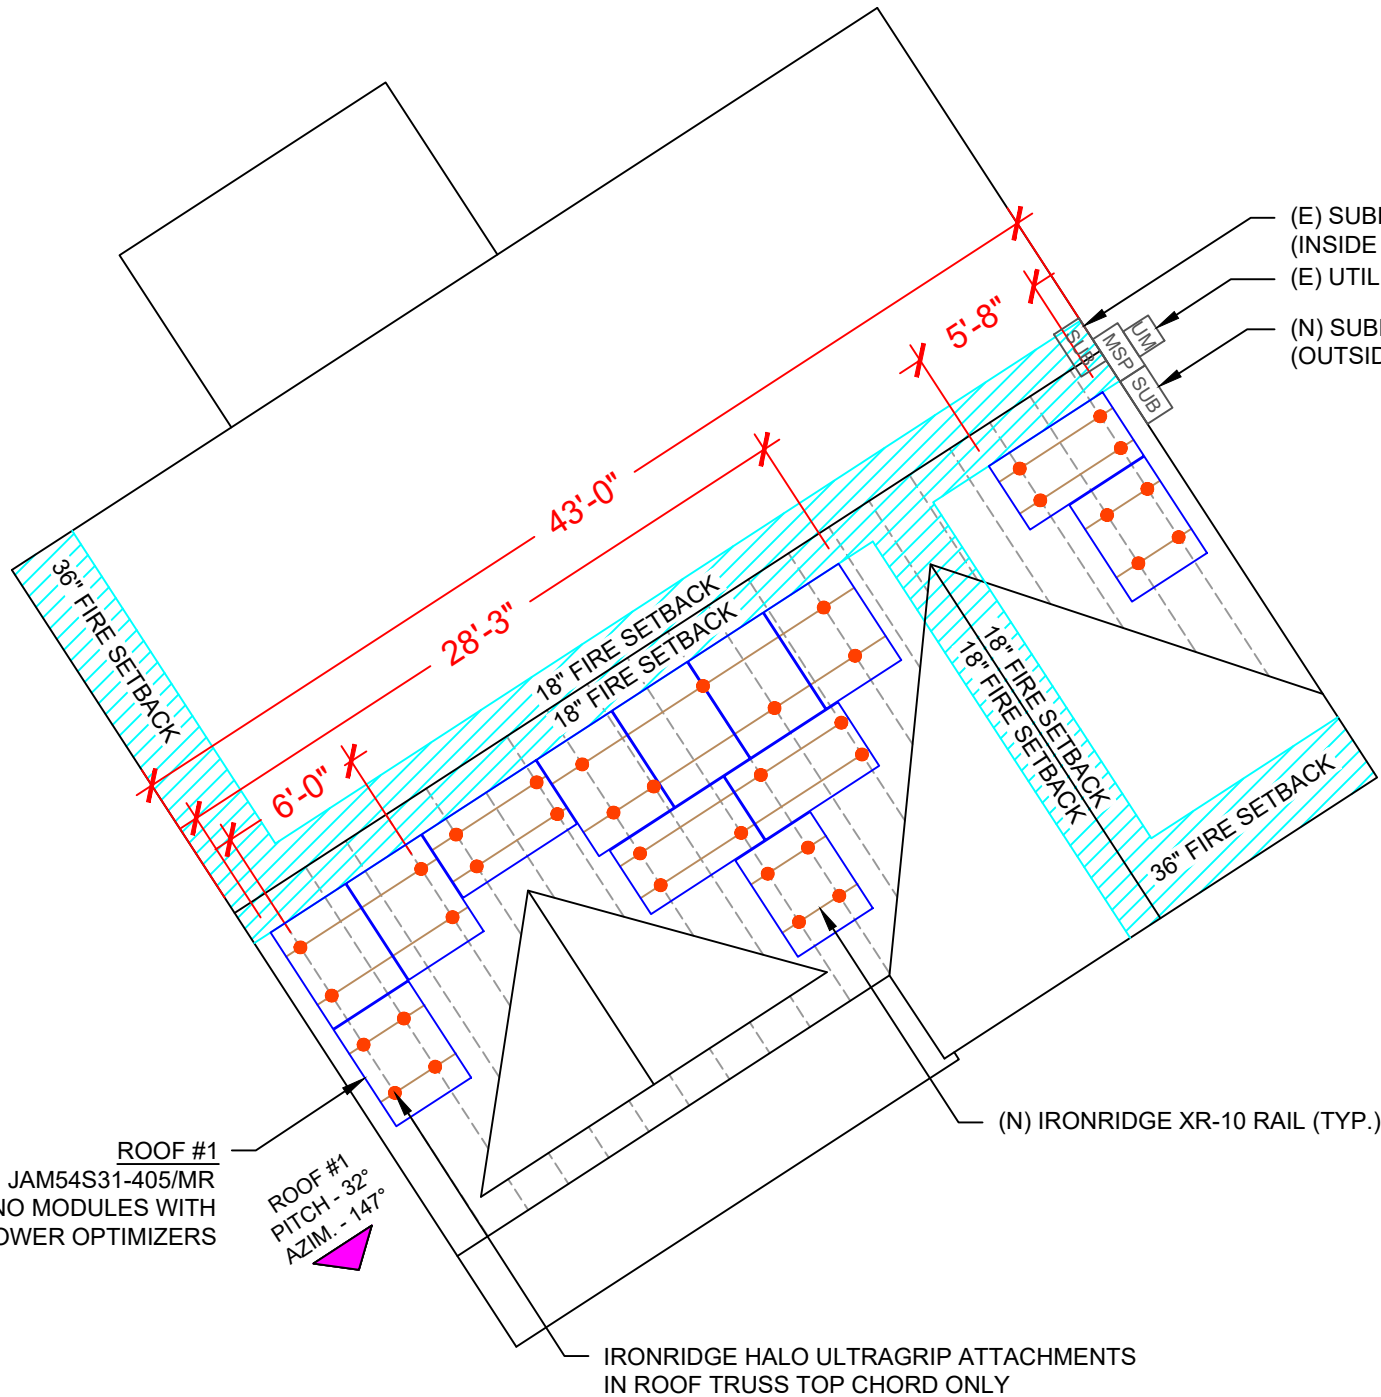 (E) SUB
(INSIDE
(E) UTIL
(N) SUB
(OUTSID
SUB
MSP
UM
SUB
5'-8"
43'-0"
28'-3"
6'-0"
36" FIRE SETBACK
18" FIRE SETBACK
18" FIRE SETBACK
18" FIRE SETBACK
18" FIRE SETBACK
36" FIRE SETBACK
(N) IRONRIDGE XR-10 RAIL (TYP.)
ROOF #1
JAM54S31-405/MR
NO MODULES WITH
OWER OPTIMIZERS
ROOF #1
PITCH - 32°
AZIM. - 147°
IRONRIDGE HALO ULTRAGRIP ATTACHMENTS
IN ROOF TRUSS TOP CHORD ONLY